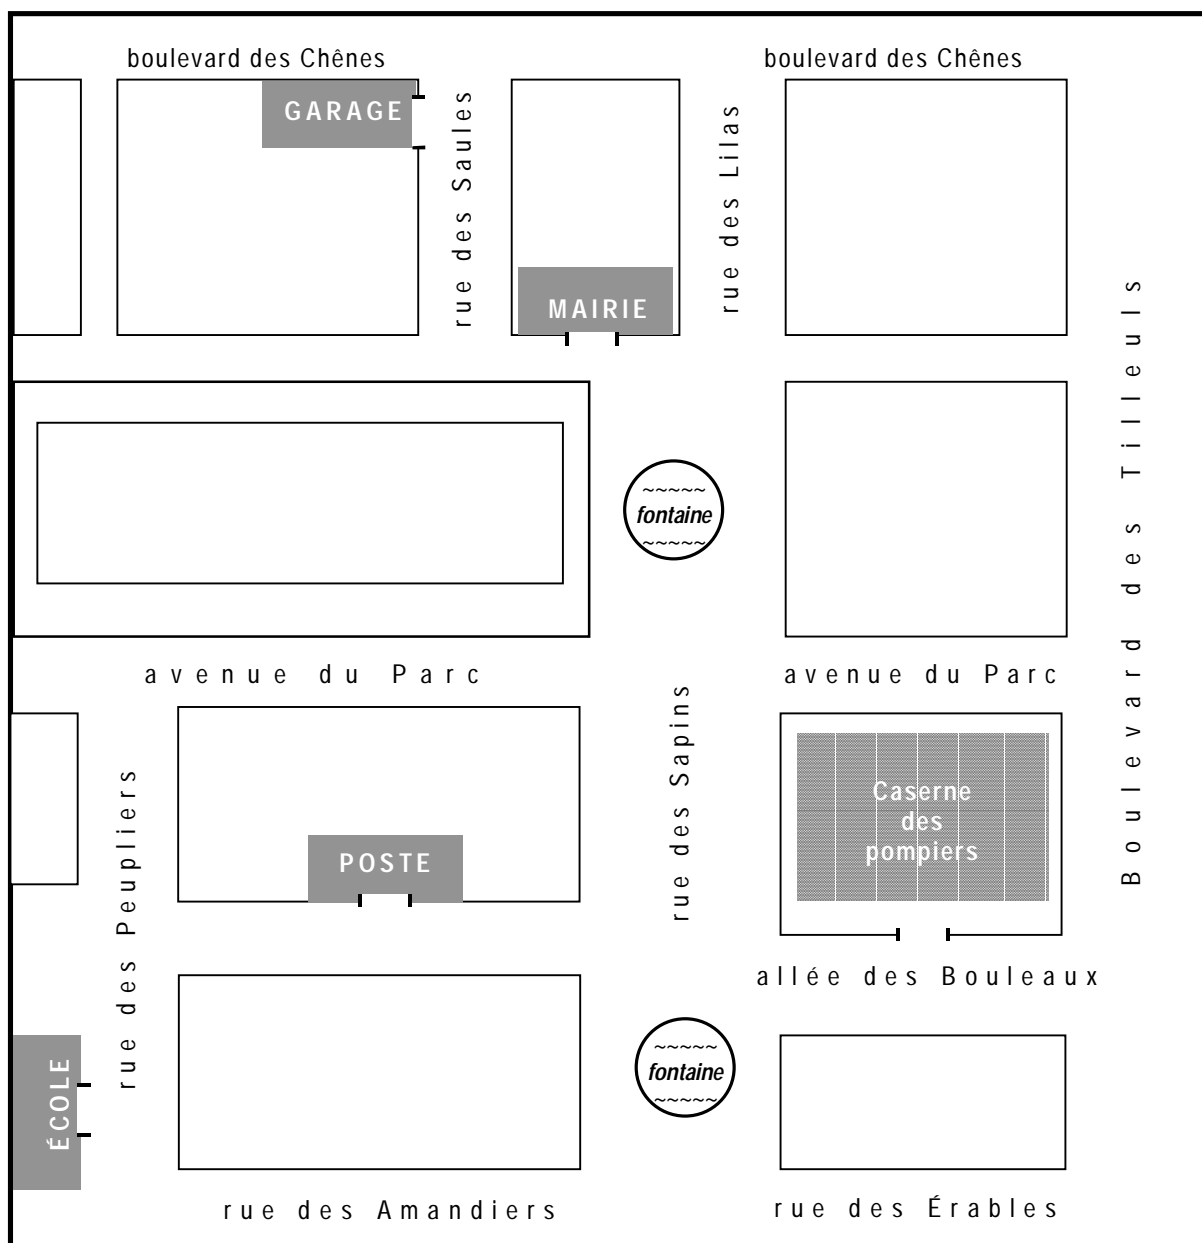 boulevard des Chênes
boulevard des Chênes
GARAGE
rue des Saules
rue des Lilas
MAIRIE
Boulevard des Tilleuls
~~~~~
fontaine
~~~~~
avenue du Parc
avenue du Parc
rue des Sapins
Caserne
des
pompiers
rue des Peupliers
POSTE
allée des Bouleaux
ÉCOLE
~~~~~
fontaine
~~~~~
rue des Amandiers
rue des Érables